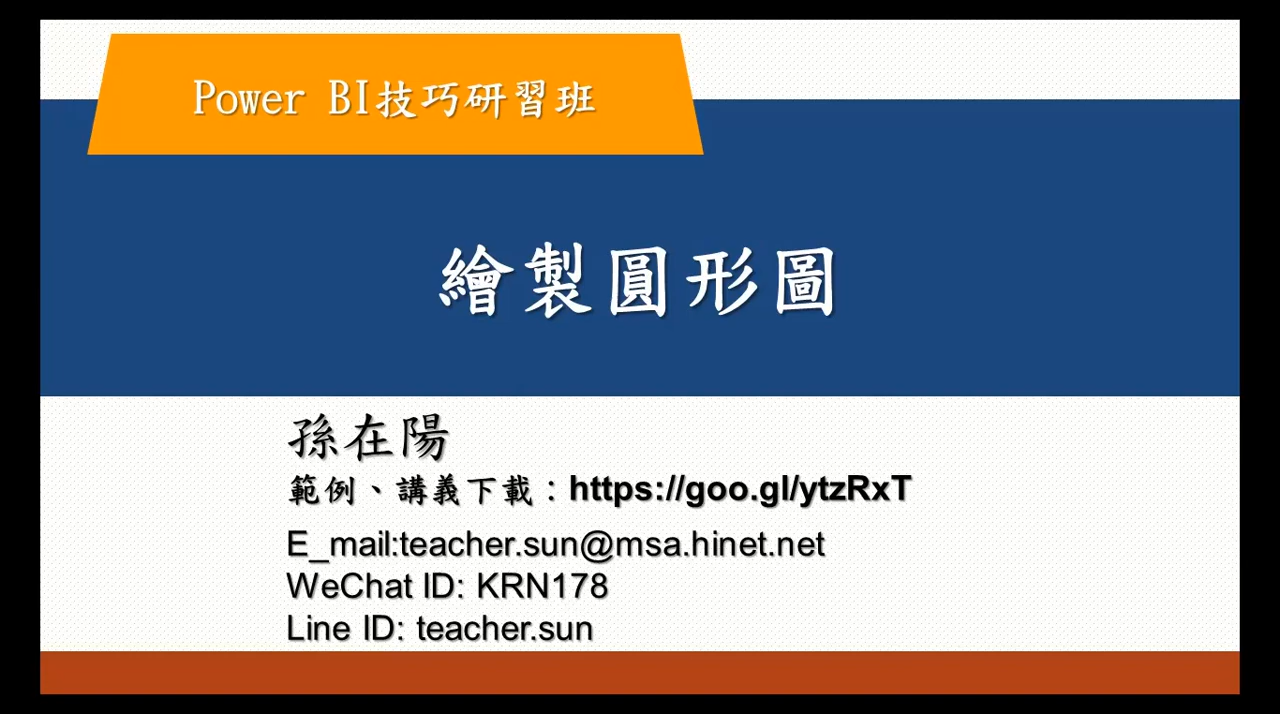 Power BI技巧研習班
繪製圓形圖
孫在陽
範例、講義下載：https://goo.gl/ytzRxT
E_mail:teacher.sun@msa.hinet.net
WeChat ID: KRN178
Line ID: teacher.sun